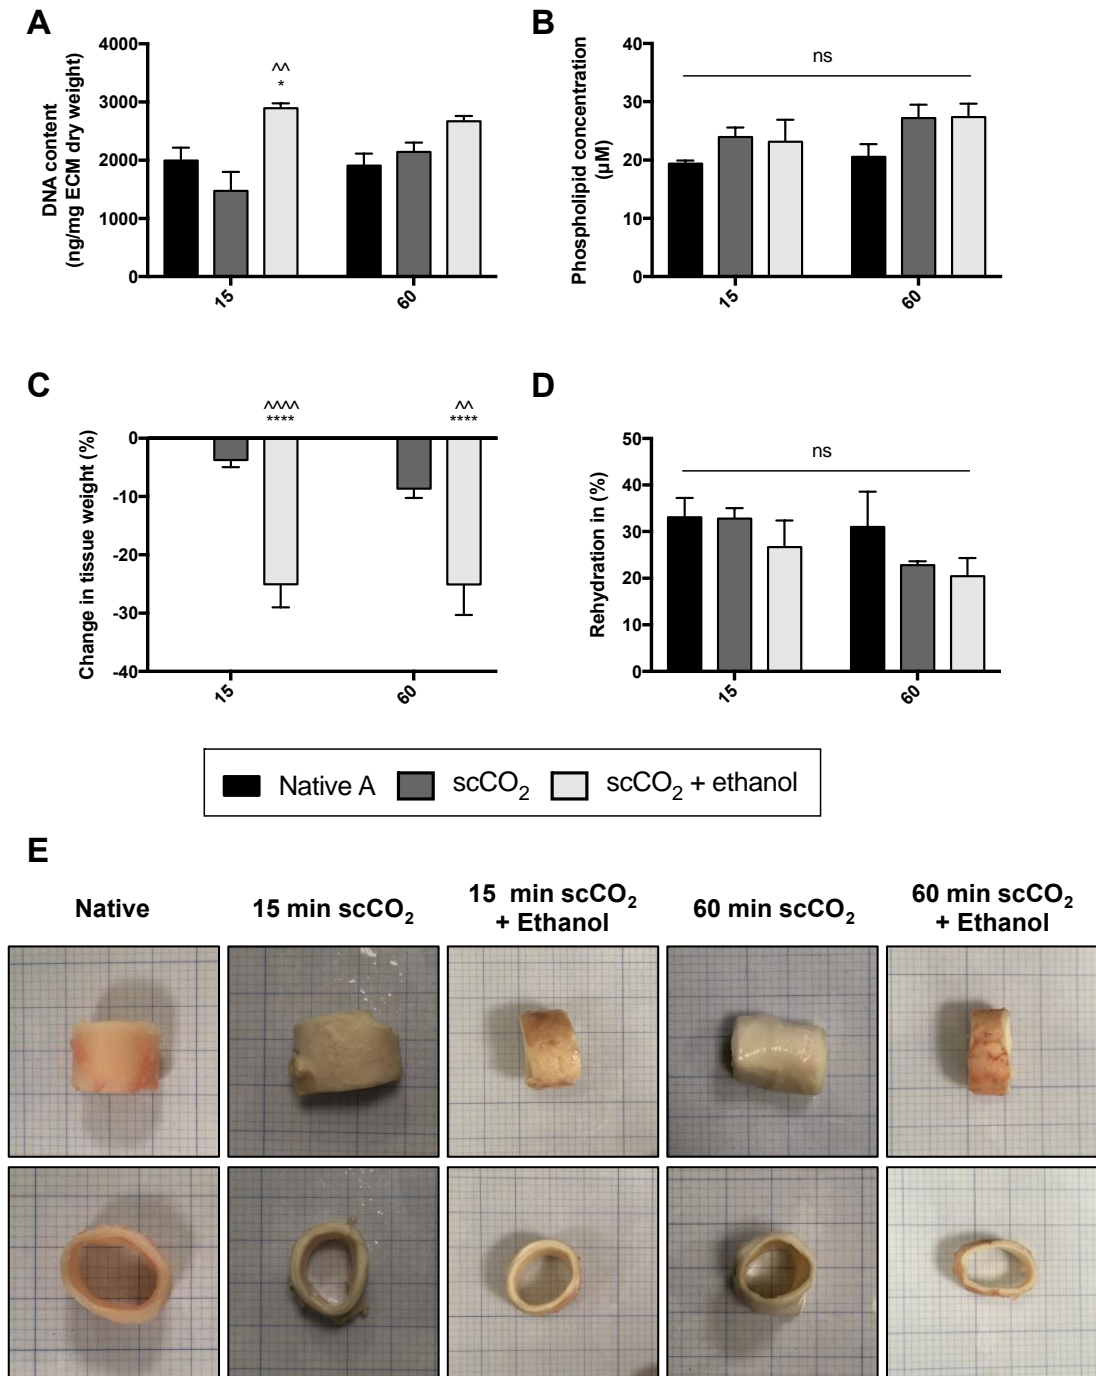 A
DNA content
(ng/mg ECM dry weight)
4000
3000
2000
1000
0
^^
*
15
60
B
Phospholipid concentration
(µM)
40
30
20
10
0
ns
15
60
C
Change in tissue weight (%)
0
-10
-20
-30
-40
^^^^
****
^^
****
15
60
D
Rehydration in (%)
50
40
30
20
10
0
ns
15
60
Native A
scCO₂
scCO₂ + ethanol
E
Native
15 min scCO₂
15 min scCO₂
+ Ethanol
60 min scCO₂
60 min scCO₂
+ Ethanol